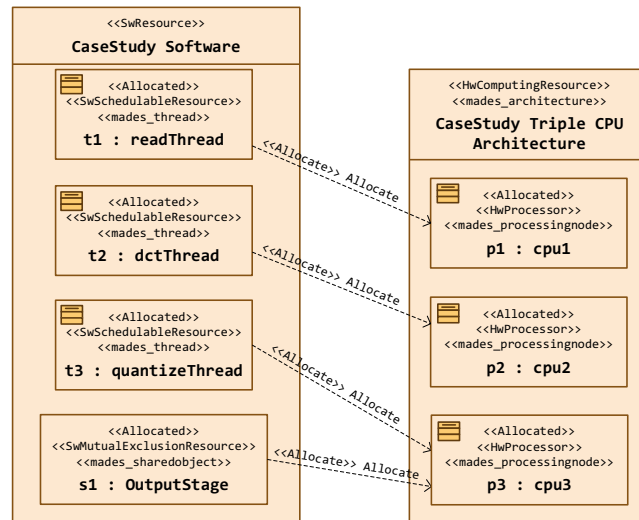 <<SwResource>>
CaseStudy Software
<<Allocated>>
<<SwSchedulableResource>>
<<mades_thread>>
t1 : readThread
<<Allocated>>
<<SwSchedulableResource>>
<<mades_thread>>
t2 : dctThread
<<Allocated>>
<<SwSchedulableResource>>
<<mades_thread>>
t3 : quantizeThread
<<Allocated>>
<<SwMutualExclusionResource>>
<<mades_sharedobject>>
s1 : OutputStage
<<Allocate>> Allocate
<<Allocate>> Allocate
<<Allocate>> Allocate
<<Allocate>> Allocate
<<HwComputingResource>>
<<mades_architecture>>
CaseStudy Triple CPU
Architecture
<<Allocated>>
<<HwProcessor>>
<<mades_processingnode>>
p1 : cpu1
<<Allocated>>
<<HwProcessor>>
<<mades_processingnode>>
p2 : cpu2
<<Allocated>>
<<HwProcessor>>
<<mades_processingnode>>
p3 : cpu3